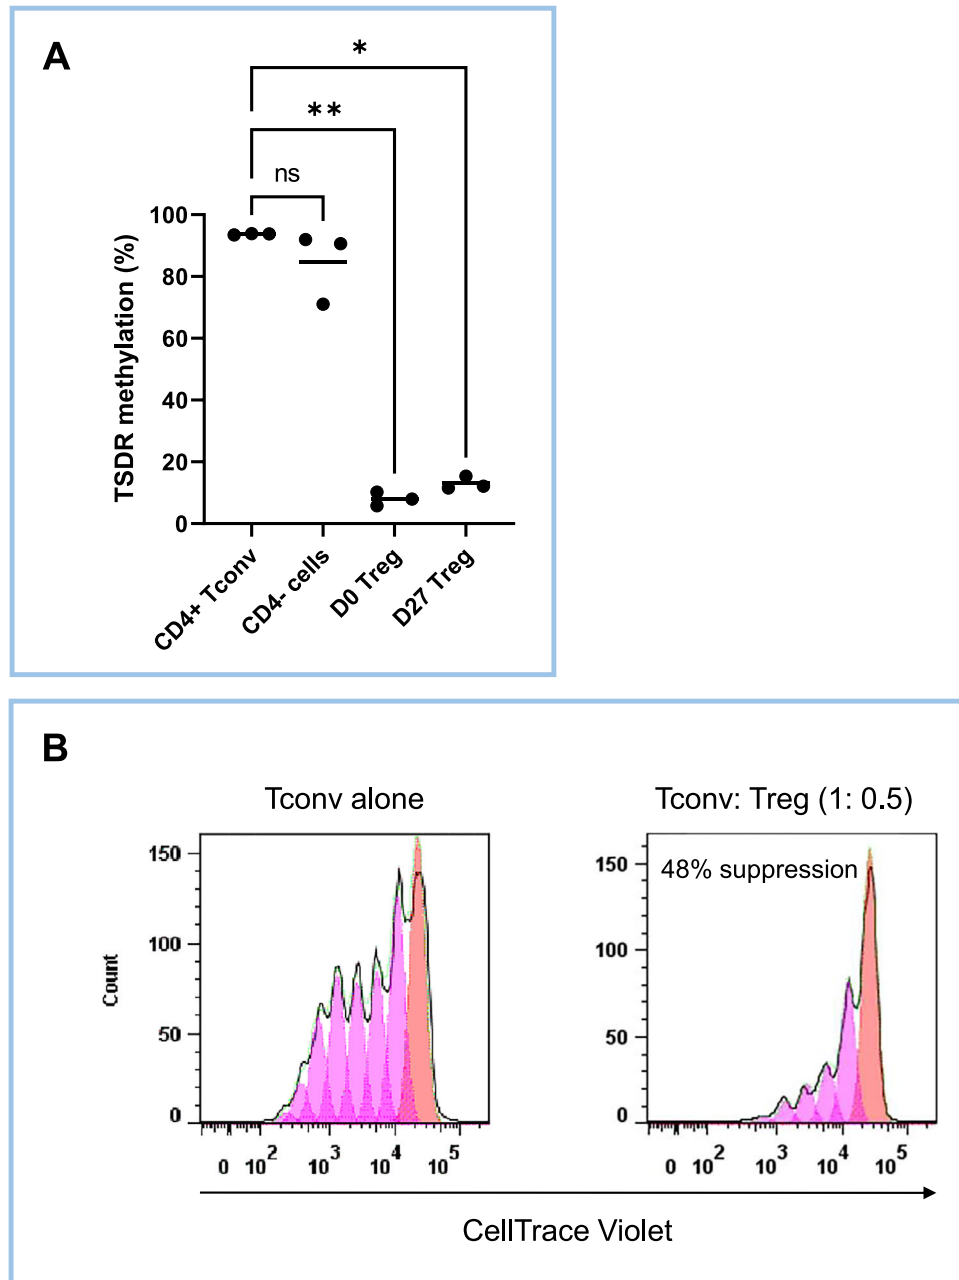 A
*
**
ns
100
80
60
40
20
0
TSDR methylation (%)
CD4+ Tconv
CD4- cells
D0 Treg
D27 Treg
B
Tconv alone
Tconv: Treg (1: 0.5)
150
100
50
0
Count
0 10² 10³ 10⁴ 10⁵
48% suppression
150
100
50
0
0 10² 10³ 10⁴ 10⁵
CellTrace Violet